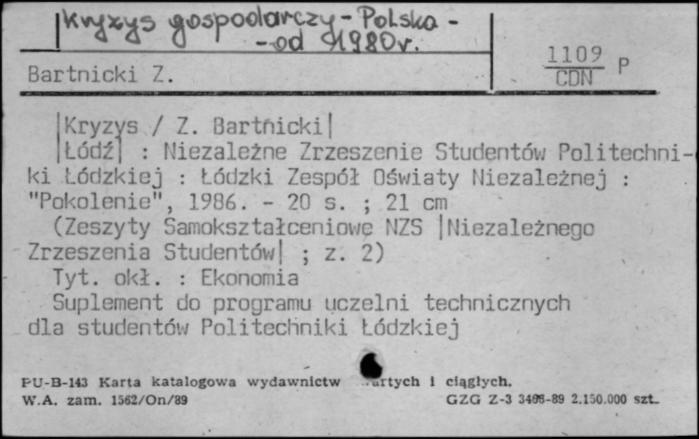 Kryzys gospodarczy - Polska -
- od 1980r.
Bartnicki Z.
1109
CDN P
|Kryzys / Z. Bartnicki|
|Łódź| : Niezależne Zrzeszenie Studentów Politechni-
ki Łódzkiej : Łódzki Zespół Oświaty Niezależnej :
"Pokolenie", 1986. - 20 s. ; 21 cm
(Zeszyty Samokształceniowe NZS |Niezależnego
Zrzeszenia Studentów| ; z. 2)
Tyt. okł. : Ekonomia
Suplement do programu uczelni technicznych
dla studentów Politechniki Łódzkiej
PU-B-143 Karta katalogowa wydawnictw i ciągłych.
W.A. zam. 1562/On/89 GZG Z-3 89 2.150.000 szt.